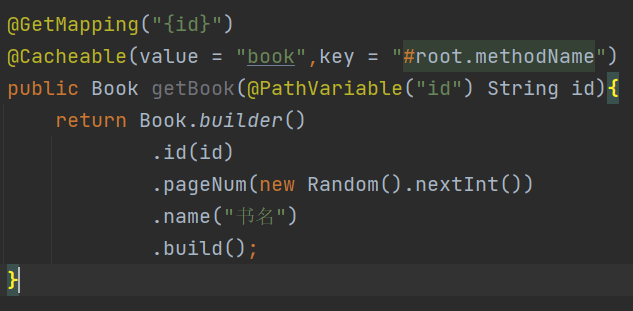 @GetMapping("{id}")
@Cacheable(value = "book",key = "#root.methodName")
public Book getBook(@PathVariable("id") String id){
return Book.builder()
.id(id)
.pageNum(new Random().nextInt())
.name("书名")
.build();
}